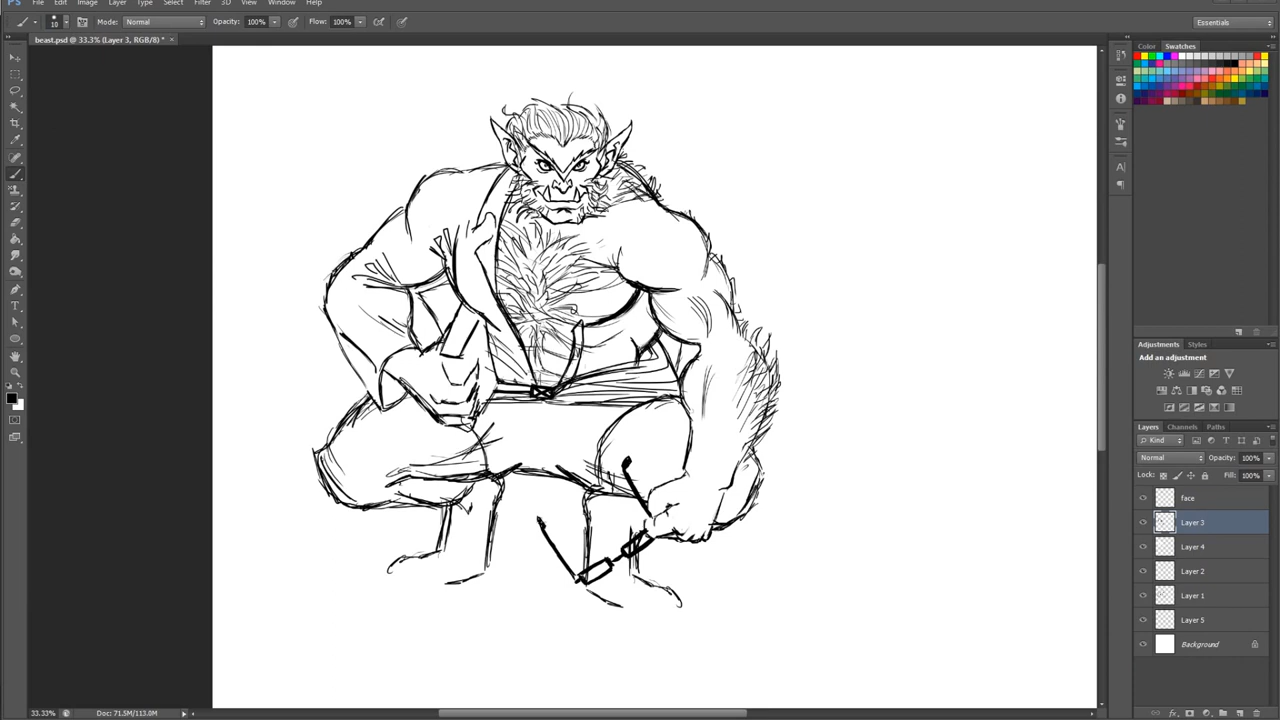 Ps File Edit Image Layer Type Select Filter 3D View Window Help
10 Mode: Normal Opacity: 100% Flow: 100% Essentials
beast.psd @ 33.3% (Layer 3, RGB/8) * ×
Color Swatches
Adjustments Styles
Add an adjustment
Layers Channels Paths
Kind
Normal Opacity: 100%
Lock: Fill: 100%
face
Layer 3
Layer 4
Layer 2
Layer 1
Layer 5
Background
33.33% Doc: 71.5M/113.0M